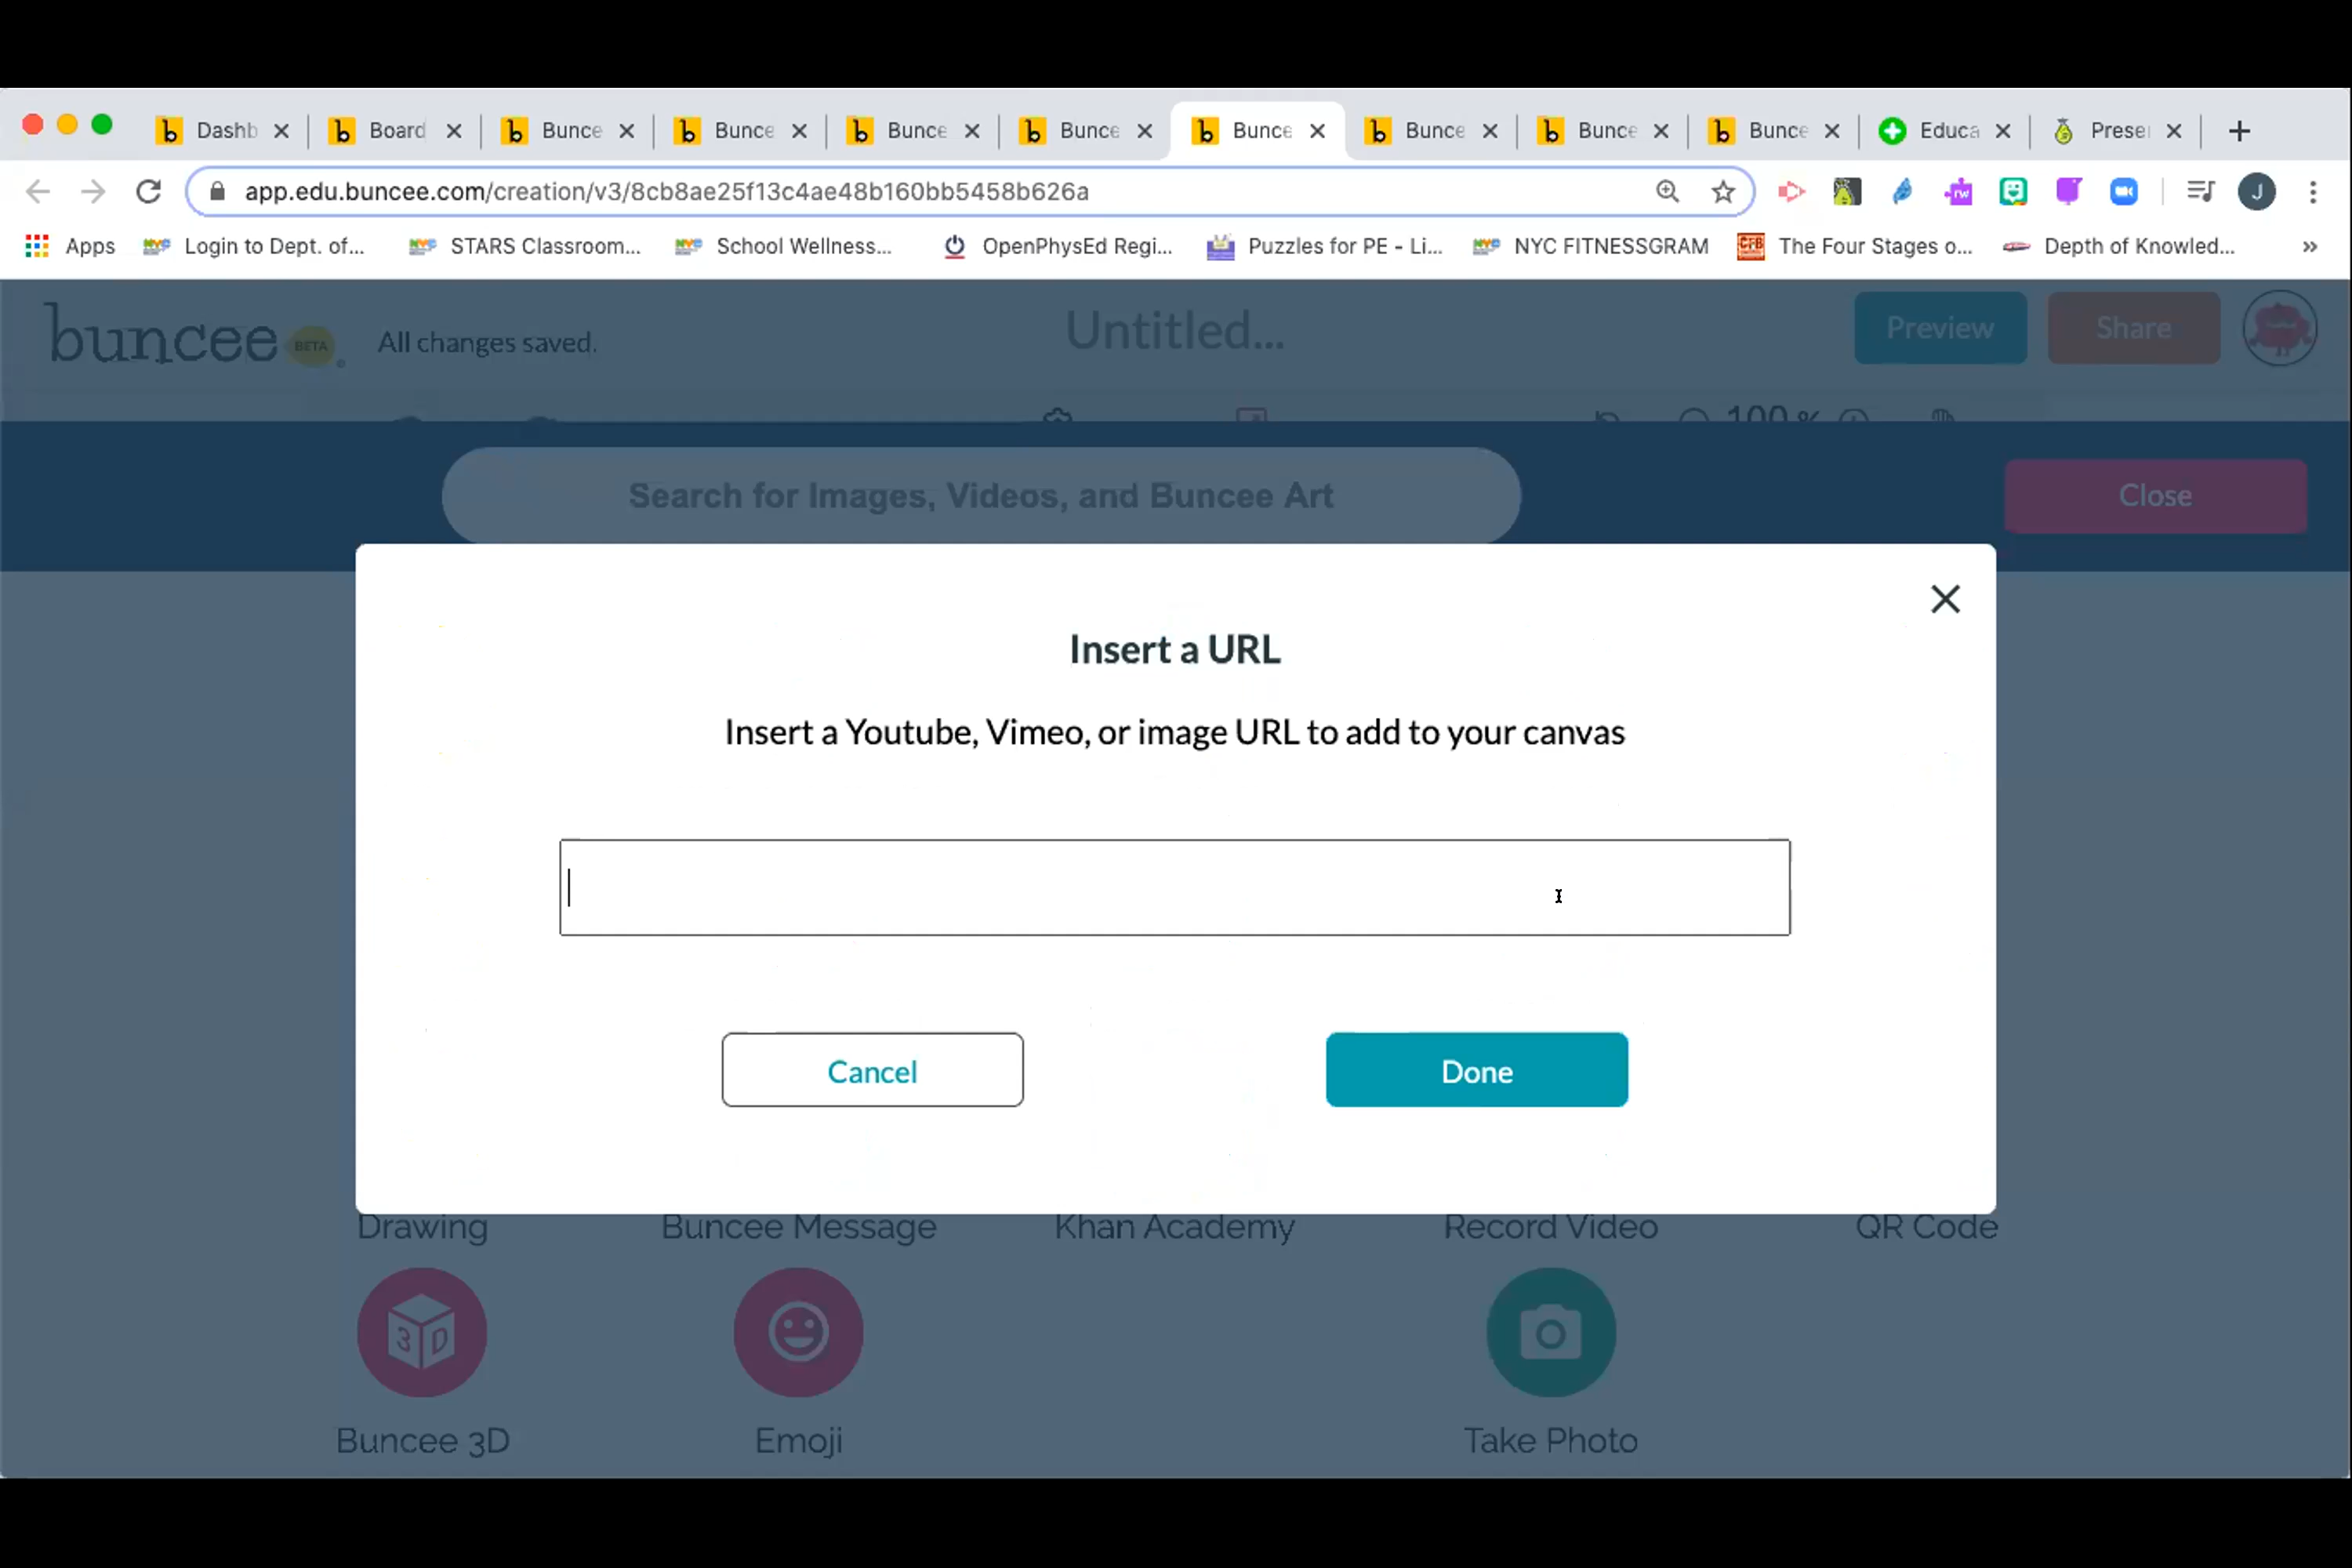 Dashb Board Bunce Bunce Bunce Bunce Bunce Bunce Bunce Bunce Educa Preser
app.edu.buncee.com/creation/v3/8cb8ae25f13c4ae48b160bb5458b626a rw J
Apps Login to Dept. of... STARS Classroom... School Wellness... OpenPhysEd Regi... Puzzles for PE - Li... NYC FITNESSGRAM The Four Stages o... Depth of Knowled... »
buncee BETA All changes saved. Untitled... Preview Share
100 %
Search for Images, Videos, and Buncee Art Close
Insert a URL
Insert a Youtube, Vimeo, or image URL to add to your canvas
Cancel Done
Drawing Buncee Message Khan Academy Record Video QR Code
3D
Buncee 3D Emoji Take Photo